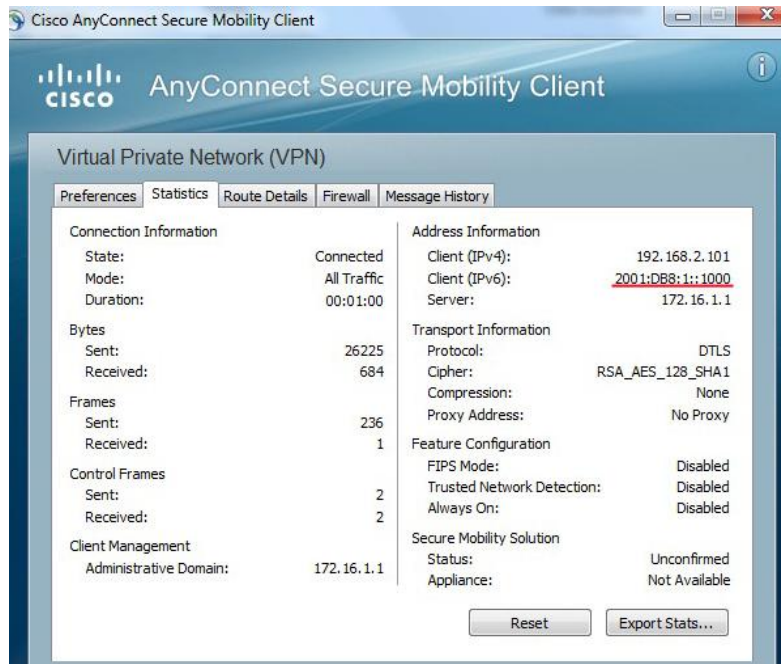 Cisco AnyConnect Secure Mobility Client
CISCO AnyConnect Secure Mobility Client
Virtual Private Network (VPN)
Preferences Statistics Route Details Firewall Message History
Connection Information
State: Connected
Mode: All Traffic
Duration: 00:01:00
Bytes
Sent: 26225
Received: 684
Frames
Sent: 236
Received: 1
Control Frames
Sent: 2
Received: 2
Client Management
Administrative Domain: 172.16.1.1
Address Information
Client (IPv4): 192.168.2.101
Client (IPv6): 2001:DB8:1::1000
Server: 172.16.1.1
Transport Information
Protocol: DTLS
Cipher: RSA_AES_128_SHA1
Compression: None
Proxy Address: No Proxy
Feature Configuration
FIPS Mode: Disabled
Trusted Network Detection: Disabled
Always On: Disabled
Secure Mobility Solution
Status: Unconfirmed
Appliance: Not Available
Reset Export Stats...